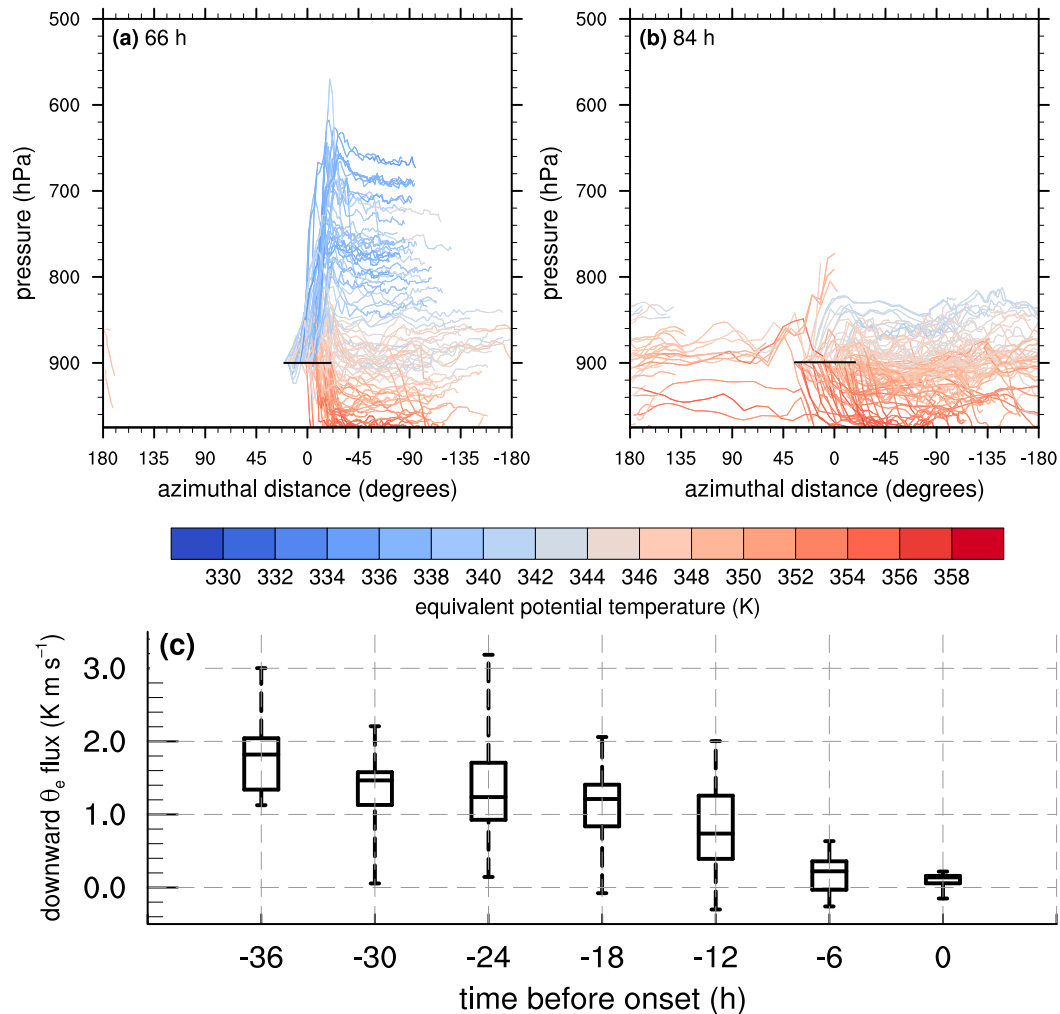 (a) 66 h
(b) 84 h
500
600
700
800
900
pressure (hPa)
180 135 90 45 0 -45 -90 -135 -180
azimuthal distance (degrees)
500
600
700
800
900
pressure (hPa)
180 135 90 45 0 -45 -90 -135 -180
azimuthal distance (degrees)
330 332 334 336 338 340 342 344 346 348 350 352 354 356 358
equivalent potential temperature (K)
(c)
3.0
2.0
1.0
0.0
downward θe flux (K m s⁻¹)
-36 -30 -24 -18 -12 -6 0
time before onset (h)